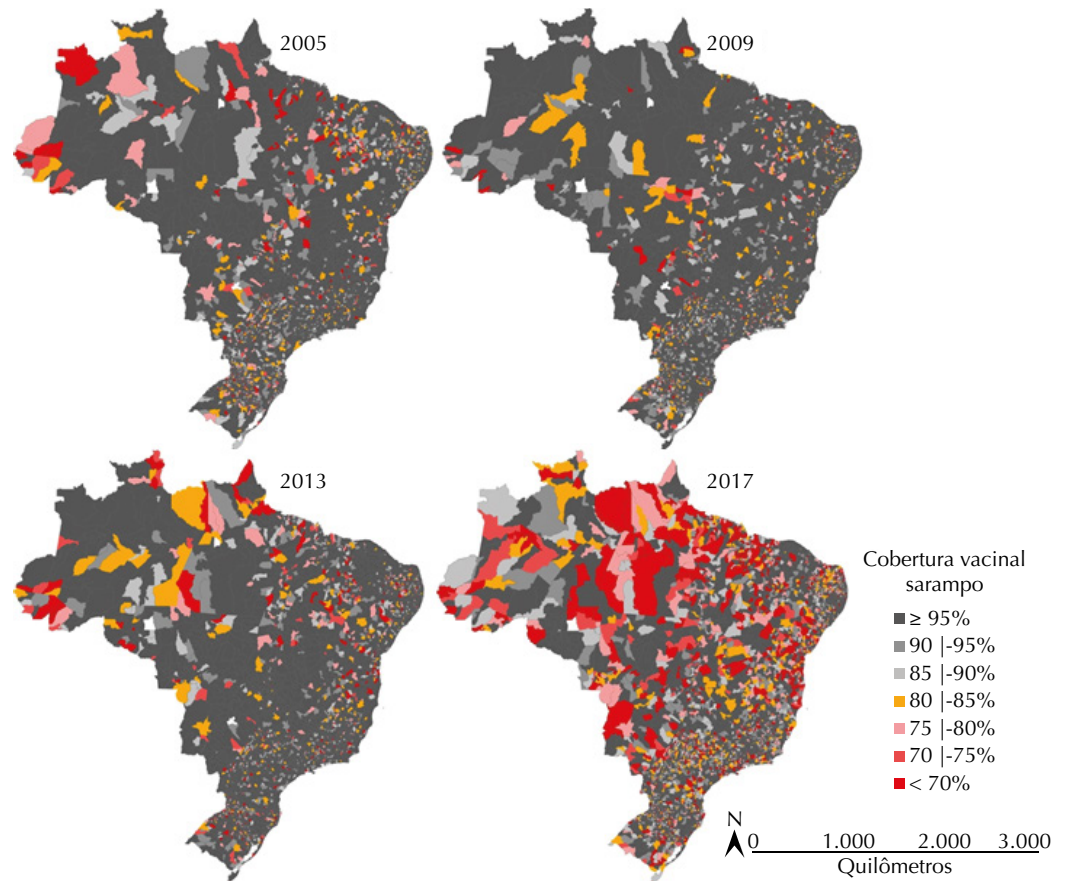 2005
2009
2013
2017
Cobertura vacinal
sarampo
≥ 95%
90 |-95%
85 |-90%
80 |-85%
75 |-80%
70 |-75%
< 70%
N
0 1.000 2.000 3.000
Quilômetros